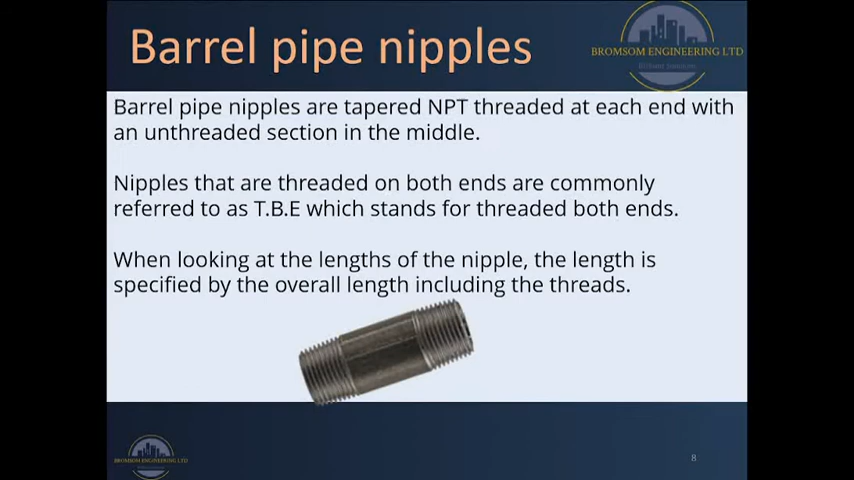 Barrel pipe nipples
BROMSOM ENGINEERING LTD
Barrel pipe nipples are tapered NPT threaded at each end with
an unthreaded section in the middle.
Nipples that are threaded on both ends are commonly
referred to as T.B.E which stands for threaded both ends.
When looking at the lengths of the nipple, the length is
specified by the overall length including the threads.
BROMSOM ENGINEERING LTD
8